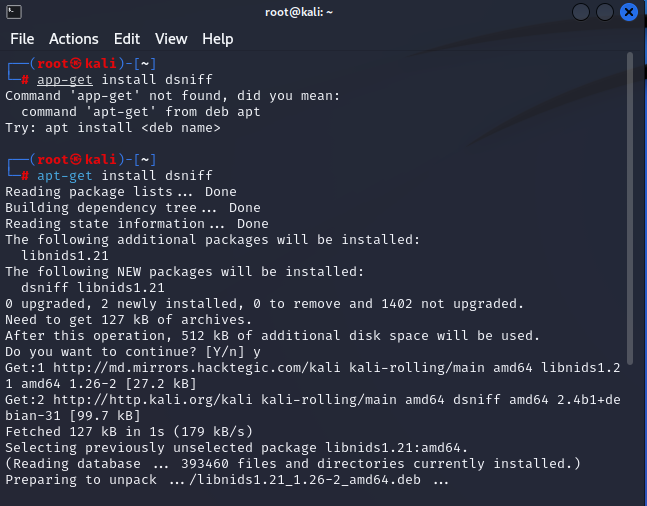 root@kali: ~
File Actions Edit View Help
┌──(root㉿kali)-[~]
└─# app-get install dsniff
Command 'app-get' not found, did you mean:
  command 'apt-get' from deb apt
Try: apt install <deb name>
┌──(root㉿kali)-[~]
└─# apt-get install dsniff
Reading package lists... Done
Building dependency tree... Done
Reading state information... Done
The following additional packages will be installed:
  libnids1.21
The following NEW packages will be installed:
  dsniff libnids1.21
0 upgraded, 2 newly installed, 0 to remove and 1402 not upgraded.
Need to get 127 kB of archives.
After this operation, 512 kB of additional disk space will be used.
Do you want to continue? [Y/n] y
Get:1 http://md.mirrors.hacktegic.com/kali kali-rolling/main amd64 libnids1.2
1 amd64 1.26-2 [27.2 kB]
Get:2 http://http.kali.org/kali kali-rolling/main amd64 dsniff amd64 2.4b1+de
bian-31 [99.7 kB]
Fetched 127 kB in 1s (179 kB/s)
Selecting previously unselected package libnids1.21:amd64.
(Reading database ... 393460 files and directories currently installed.)
Preparing to unpack .../libnids1.21_1.26-2_amd64.deb ...